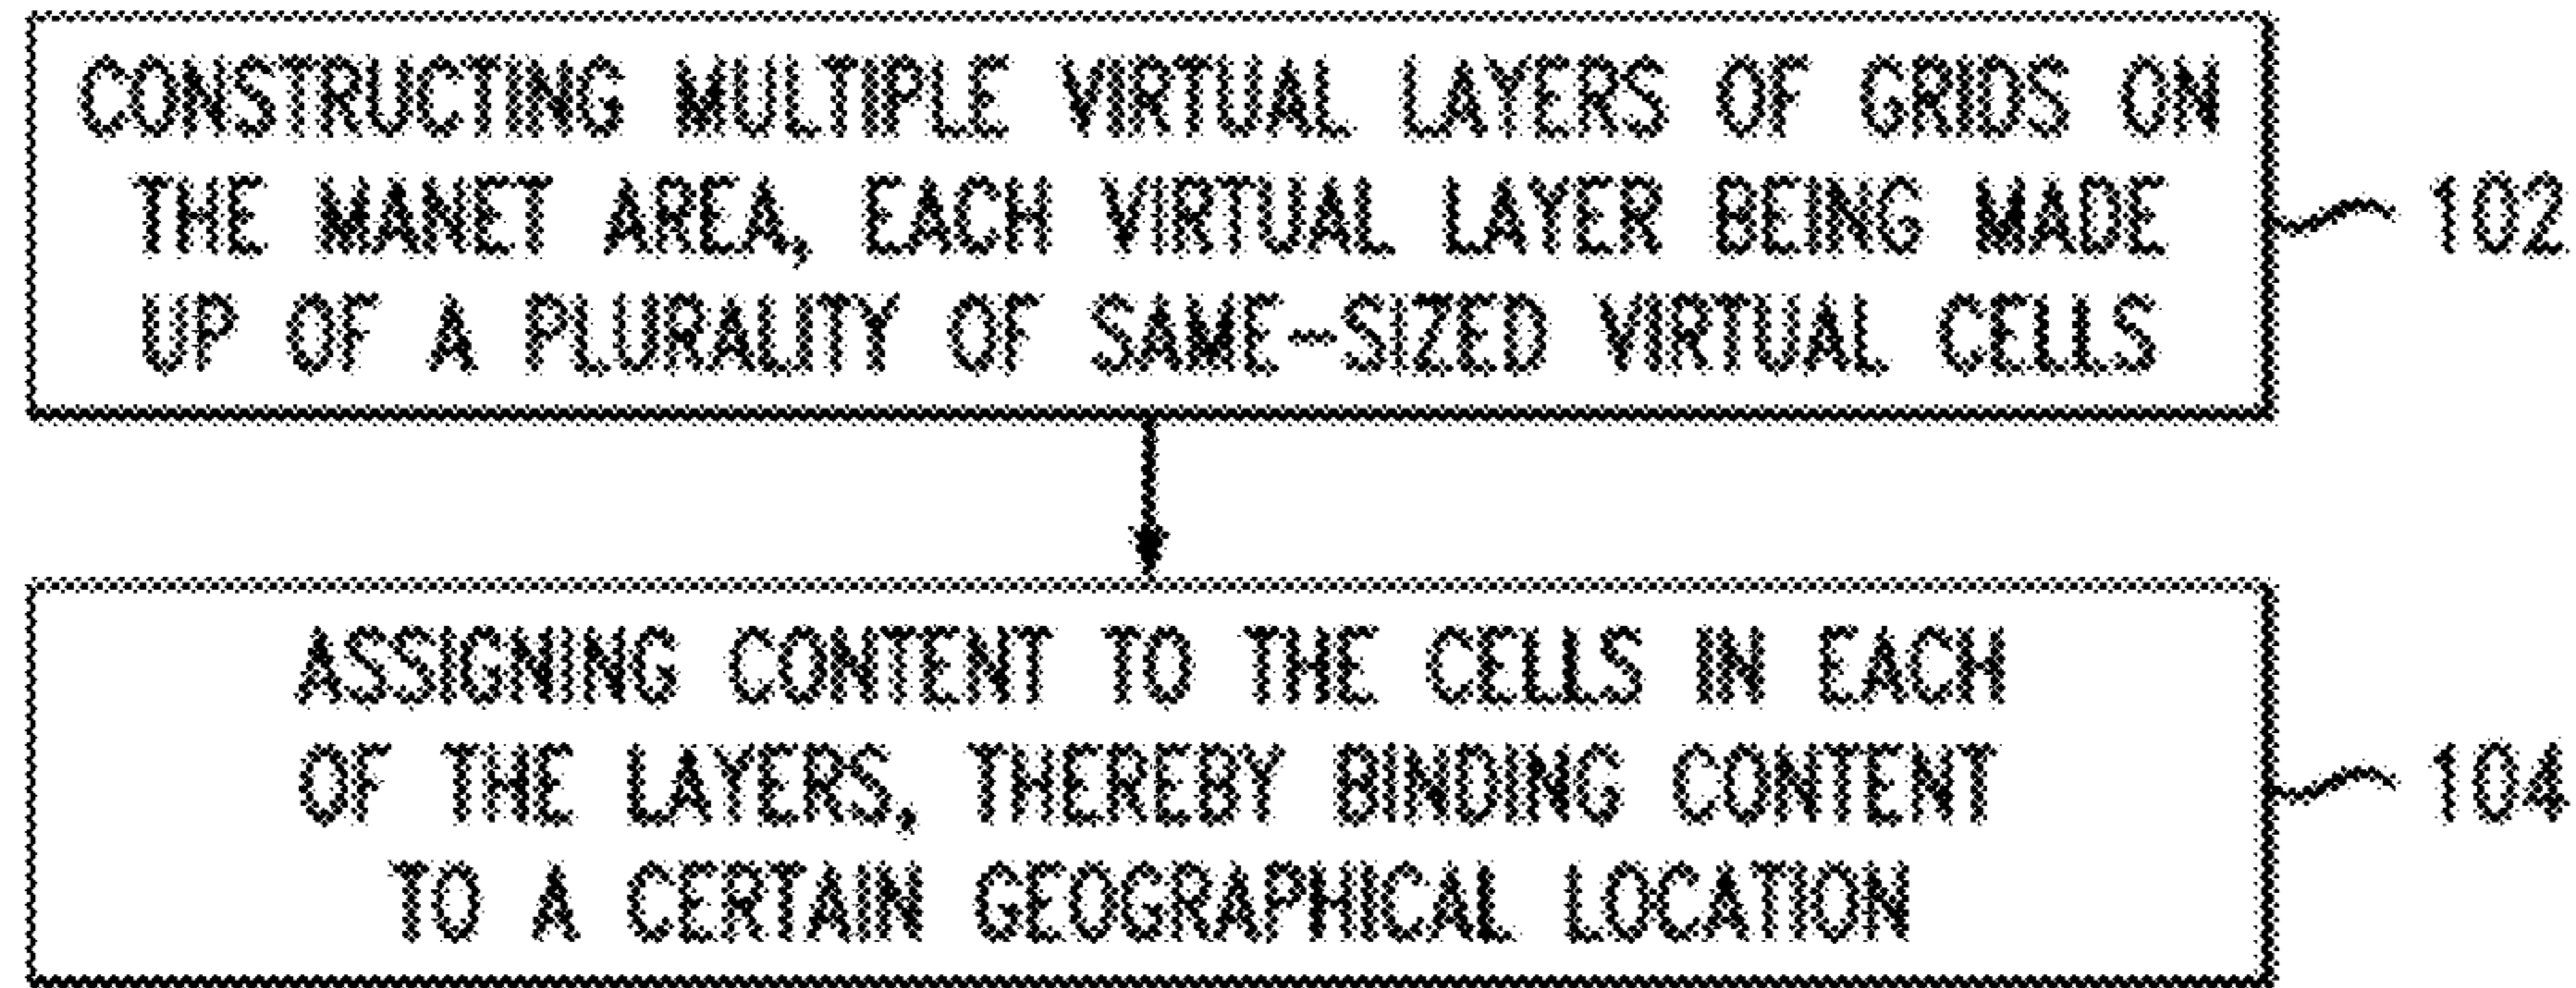 CONSTRUCTING MULTIPLE VIRTUAL LAYERS OF GRIDS ON
THE MANET AREA, EACH VIRTUAL LAYER BEING MADE
UP OF A PLURALITY OF SAME-SIZED VIRTUAL CELLS
102
ASSIGNING CONTENT TO THE CELLS IN EACH
OF THE LAYERS, THEREBY BINDING CONTENT
TO A CERTAIN GEOGRAPHICAL LOCATION
104